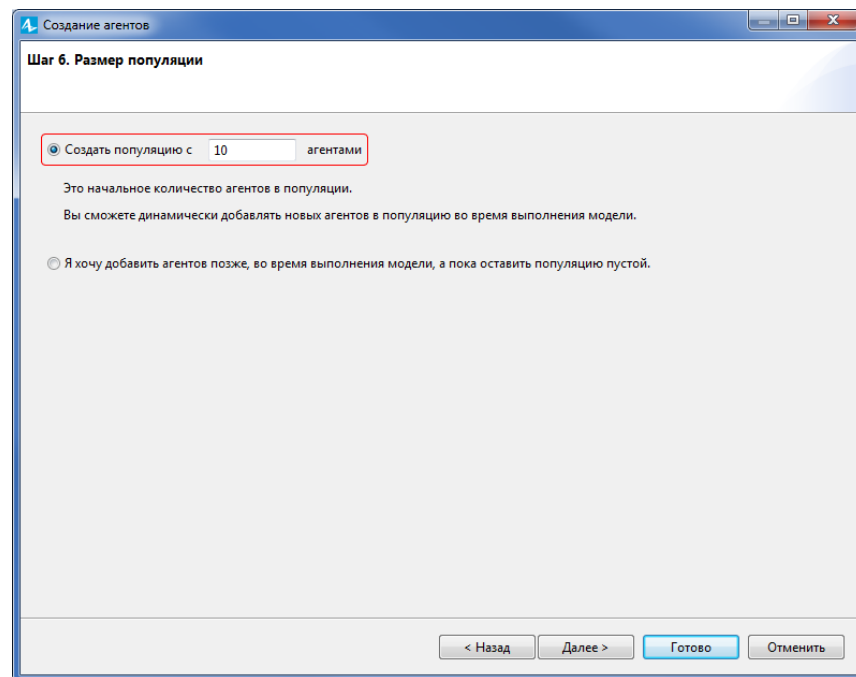 Создание агентов
Шаг 6. Размер популяции
Создать популяцию с 10 агентами
Это начальное количество агентов в популяции.
Вы сможете динамически добавлять новых агентов в популяцию во время выполнения модели.
Я хочу добавить агентов позже, во время выполнения модели, а пока оставить популяцию пустой.
< Назад Далее > Готово Отменить